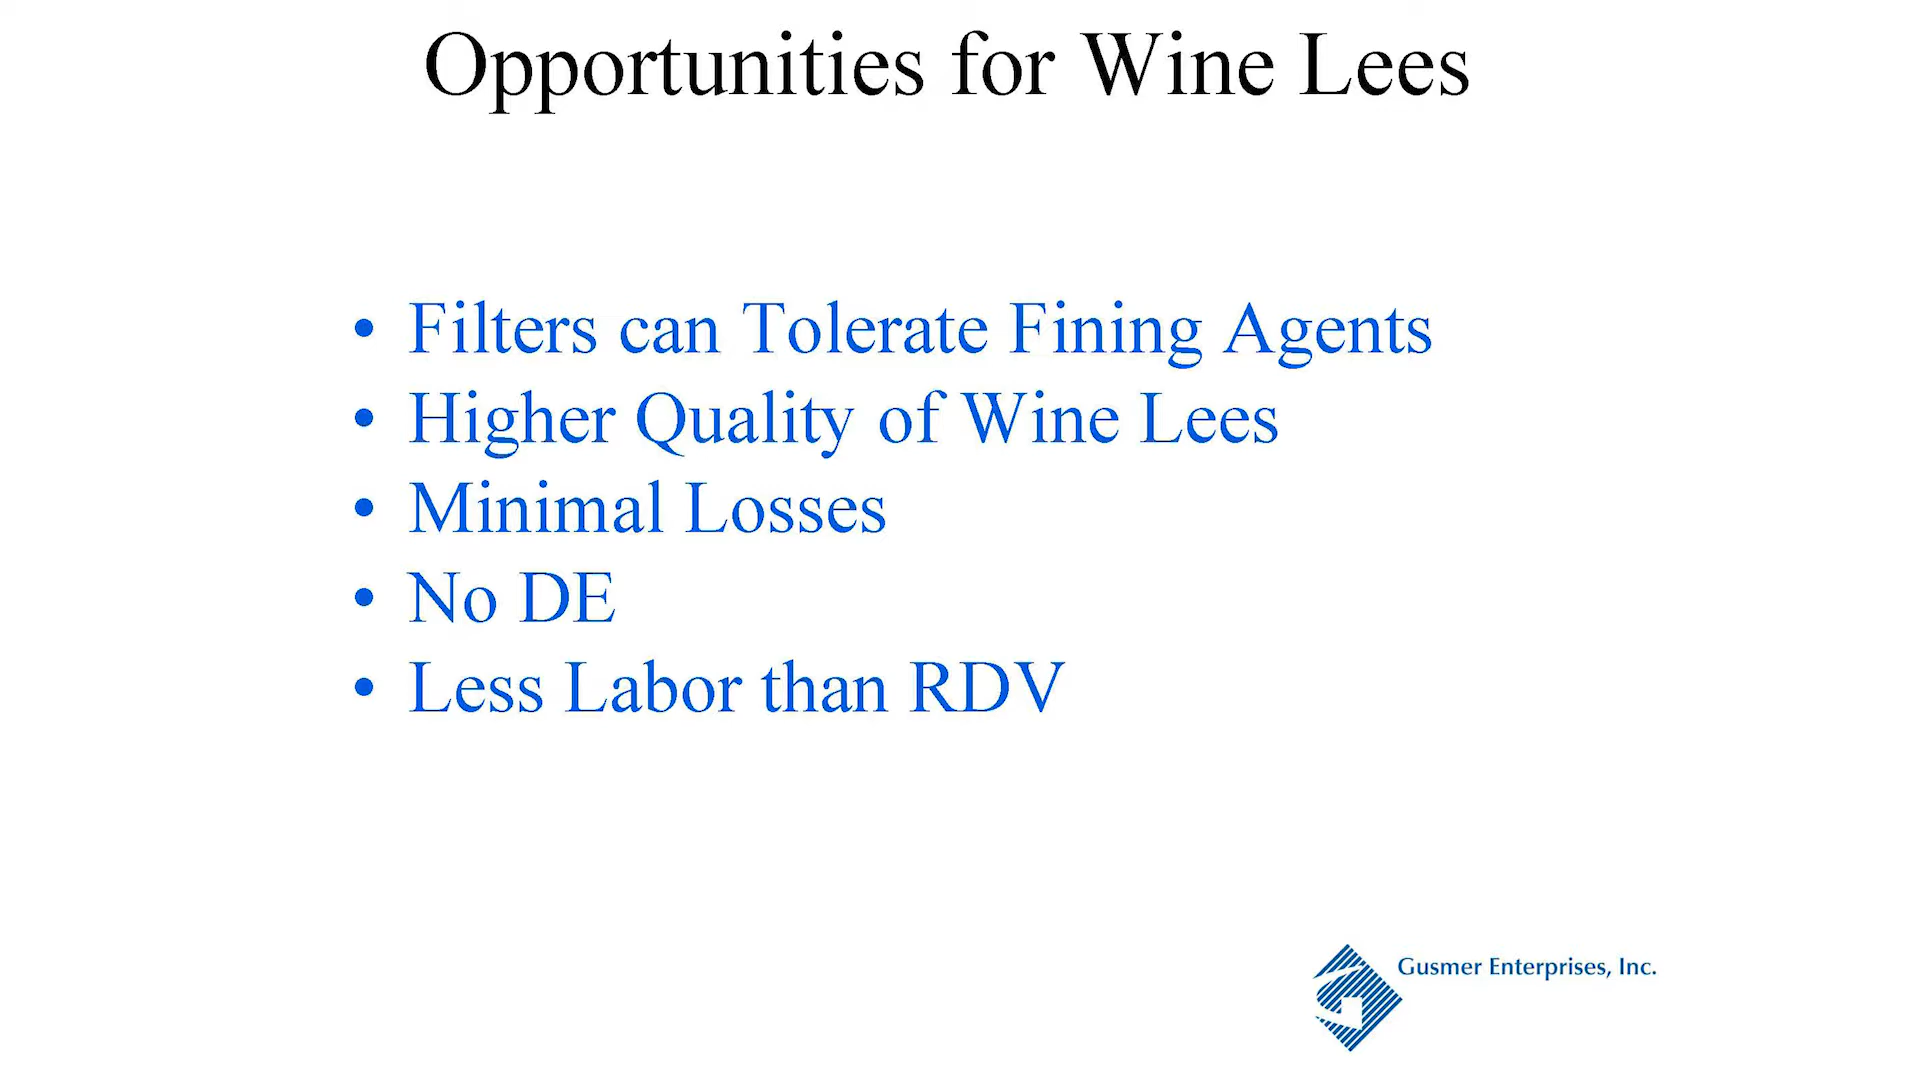 Opportunities for Wine Lees
• Filters can Tolerate Fining Agents
• Higher Quality of Wine Lees
• Minimal Losses
• No DE
• Less Labor than RDV
Gusmer Enterprises, Inc.